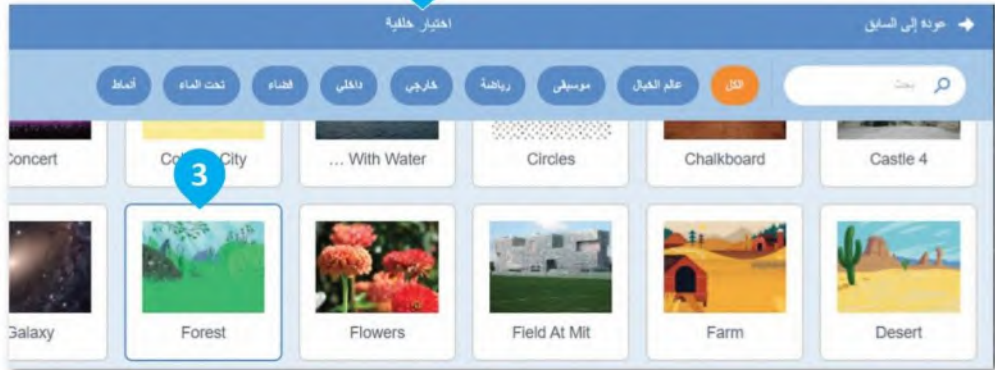 عودة إلى السابق
اختيار خلفية
بحث
الكل
عالم الخيال
موسيقى
رياضة
خارجي
داخلي
فضاء
تحت الماء
أنماط
Castle 4
Chalkboard
Circles
... With Water
City
Concert
3
Desert
Farm
Field At Mit
Flowers
Forest
Galaxy